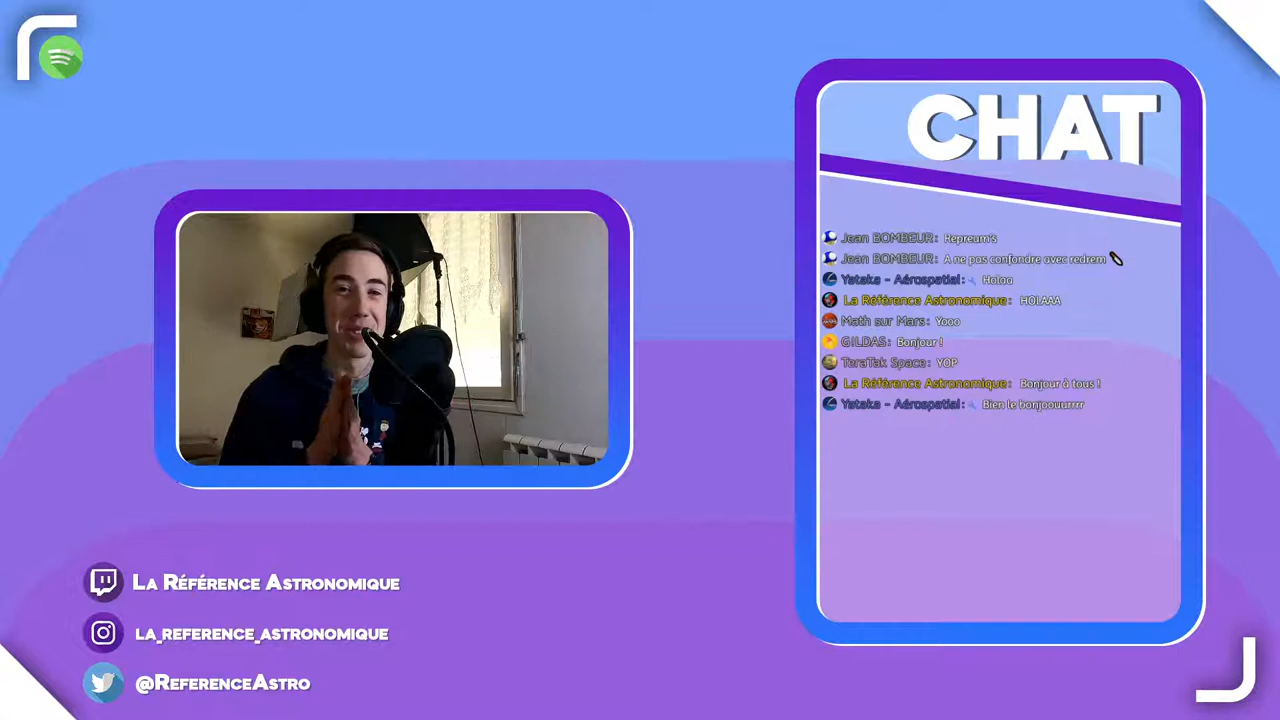 CHAT
Jean BOMBEUR: Repreum's
Jean BOMBEUR: A ne pas confondre avec redrem
Yataka - Aérospatial: Holaa
La Référence Astronomique: HOLAAA
Math sur Mars: Yooo
GILDAS: Bonjour !
TeraTak Space: YOP
La Référence Astronomique: Bonjour à tous !
Yataka - Aérospatial: Bien le bonjoouurrrr
La Référence Astronomique
la_reference_astronomique
@ReferenceAstro